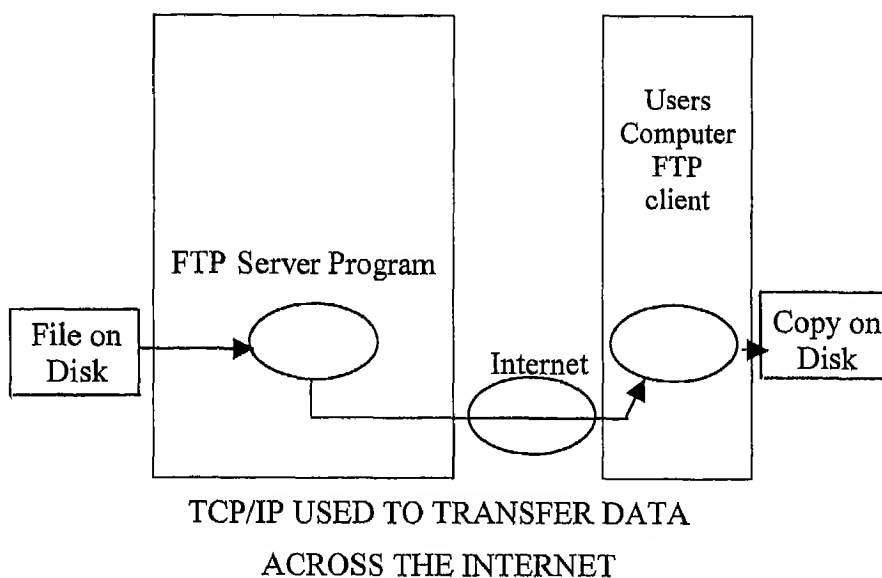 Users
Computer
FTP
client
FTP Server Program
File on
Disk
Internet
Copy on
Disk
TCP/IP USED TO TRANSFER DATA
ACROSS THE INTERNET